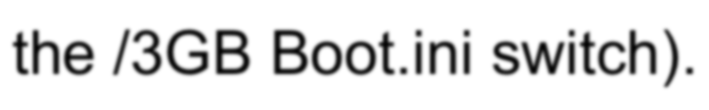 the /3GB Boot.ini switch).